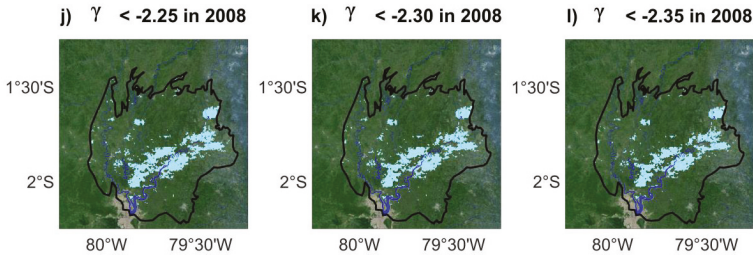 j) γ < -2.25 in 2008
k) γ < -2.30 in 2008
l) γ < -2.35 in 2008
1°30'S
1°30'S
1°30'S
2°S
2°S
2°S
80°W 79°30'W
80°W 79°30'W
80°W 79°30'W